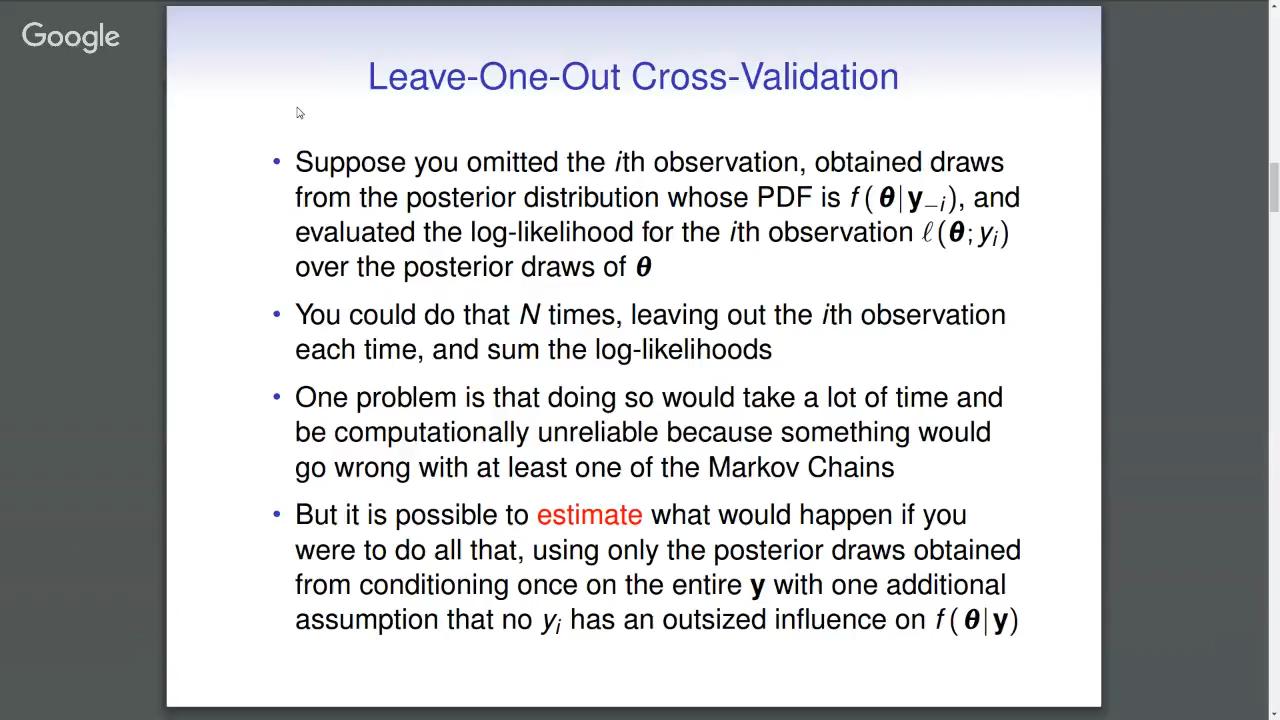 Google
Leave-One-Out Cross-Validation
• Suppose you omitted the ith observation, obtained draws
from the posterior distribution whose PDF is f(θ|y₋ᵢ), and
evaluated the log-likelihood for the ith observation ℓ(θ; yᵢ)
over the posterior draws of θ
• You could do that N times, leaving out the ith observation
each time, and sum the log-likelihoods
• One problem is that doing so would take a lot of time and
be computationally unreliable because something would
go wrong with at least one of the Markov Chains
• But it is possible to estimate what would happen if you
were to do all that, using only the posterior draws obtained
from conditioning once on the entire y with one additional
assumption that no yᵢ has an outsized influence on f(θ|y)